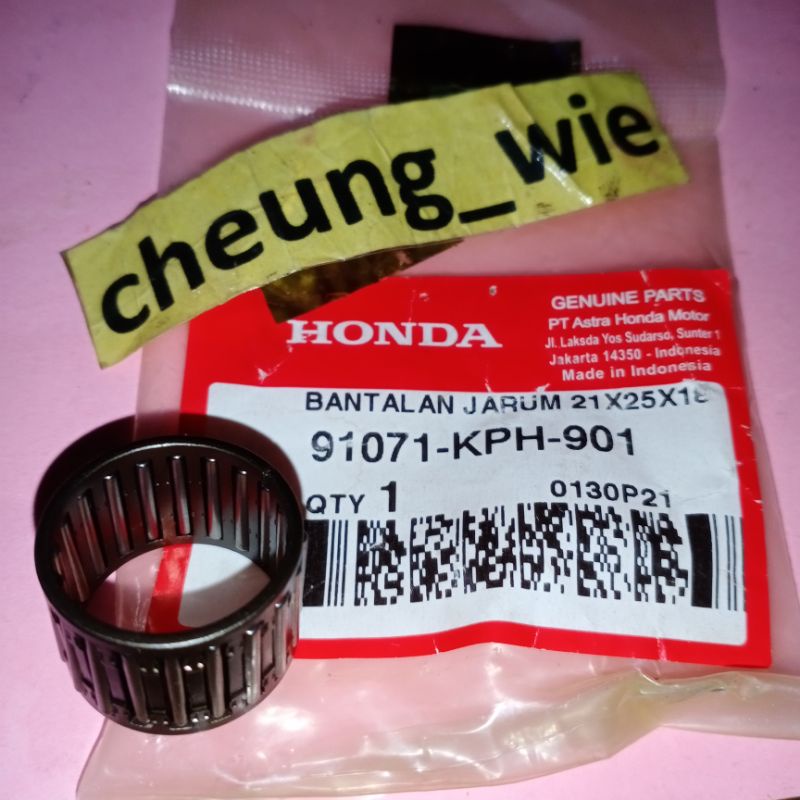 cheung_wie
HONDA
GENUINE PARTS
PT Astra Honda Motor
Jl. Laksda Yos Sudarso, Sunter 1
Jakarta 14350 - Indonesia
Made in Indonesia
BANTALAN JARUM 21X25X18
91071-KPH-901
QTY 1 0130P21